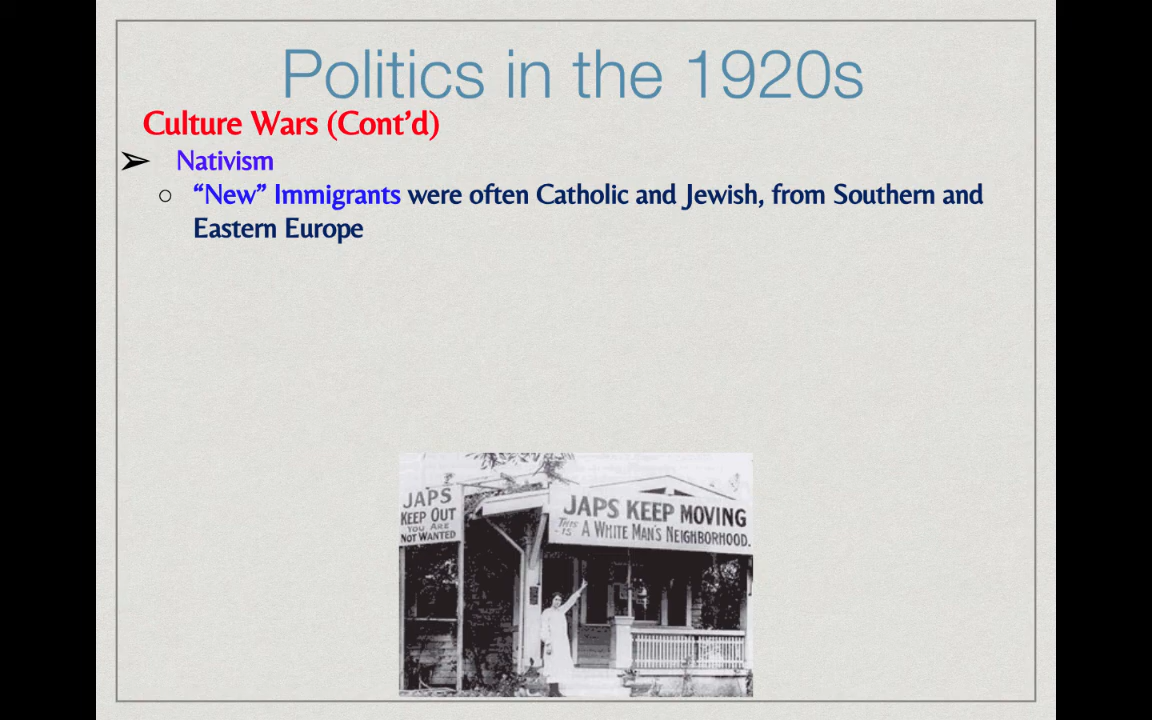 Politics in the 1920s
Culture Wars (Cont’d)
➢ Nativism
○ “New” Immigrants were often Catholic and Jewish, from Southern and
Eastern Europe
JAPS
KEEP OUT
YOU ARE
NOT WANTED
JAPS KEEP MOVING
THIS IS A WHITE MAN'S NEIGHBORHOOD.